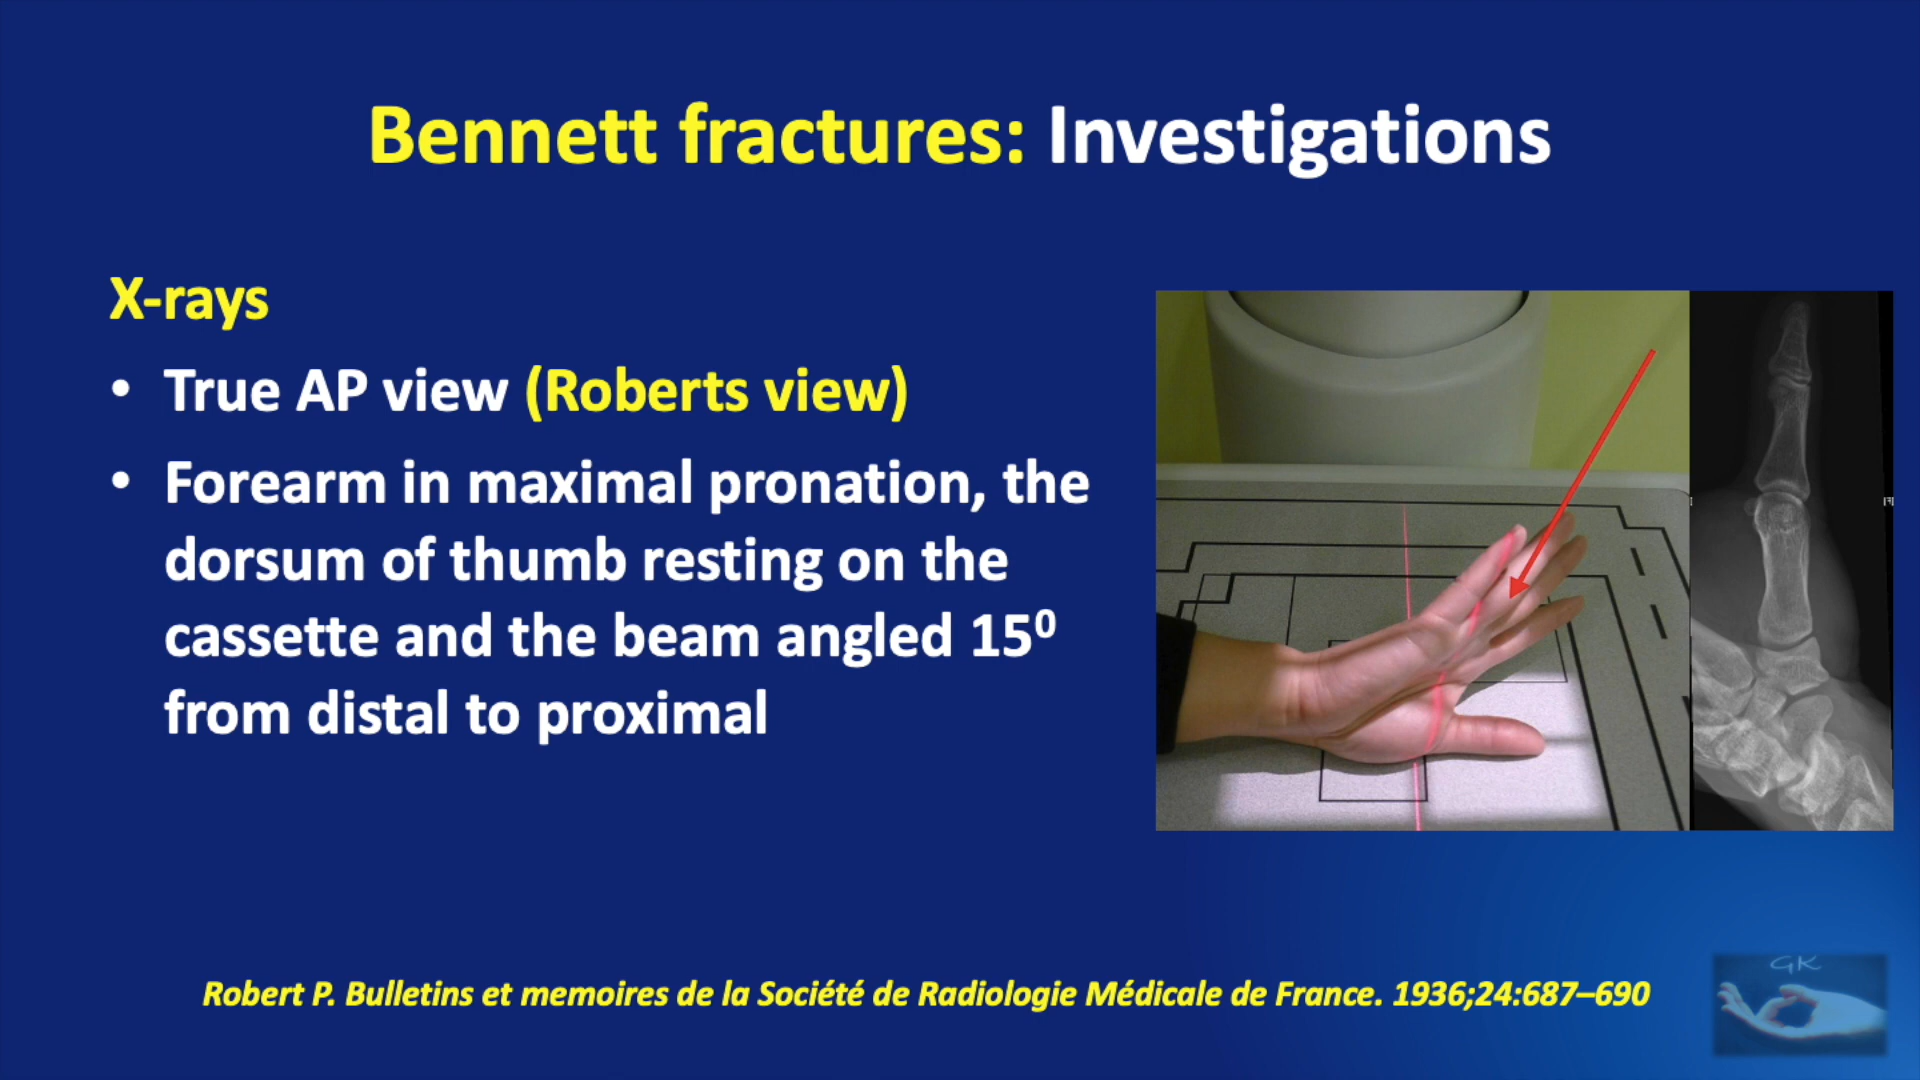 Bennett fractures: Investigations
X-rays
• True AP view (Roberts view)
• Forearm in maximal pronation, the
dorsum of thumb resting on the
cassette and the beam angled 15⁰
from distal to proximal
Robert P. Bulletins et memoires de la Société de Radiologie Médicale de France. 1936;24:687–690
GK